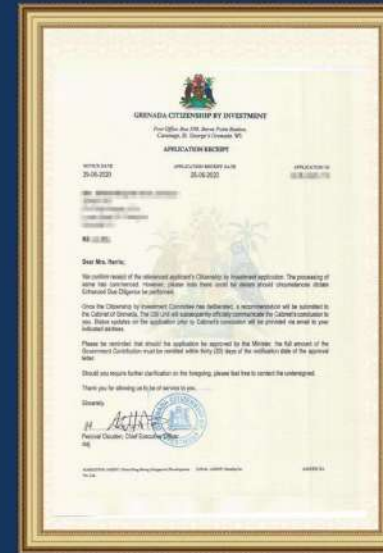 GRENADA CITIZENSHIP BY INVESTMENT
Post Office Box
Carenage, St. George's Grenada WI
APPLICATION RECEIPT
NOTICE DATE
APPLICATION RECEIPT DATE
APPLICATION ID
29-06-2020
26-06-2020
Dear Mrs. Harris;
We confirm receipt of the referenced applicant's Citizenship by Investment application. The processing of
same has commenced. However, please note there could be delays should circumstances dictate
Enhanced Due Diligence be performed.
Once the Citizenship by Investment Committee has deliberated, a recommendation will be submitted to
the Cabinet of Grenada. The CBI Unit will subsequently officially communicate the Cabinet's conclusion to
you. Status updates on the application prior to Cabinet's conclusion will be provided via email to your
indicated address.
Please be reminded that should the application be approved by the Minister, the full amount of the
Government Contribution must be remitted within thirty (30) days of the notification date of the approval
letter.
Should you require further clarification on the foregoing, please feel free to contact the undersigned.
Thank you for allowing us to be of service to you.
Sincerely,
Chief Executive Officer